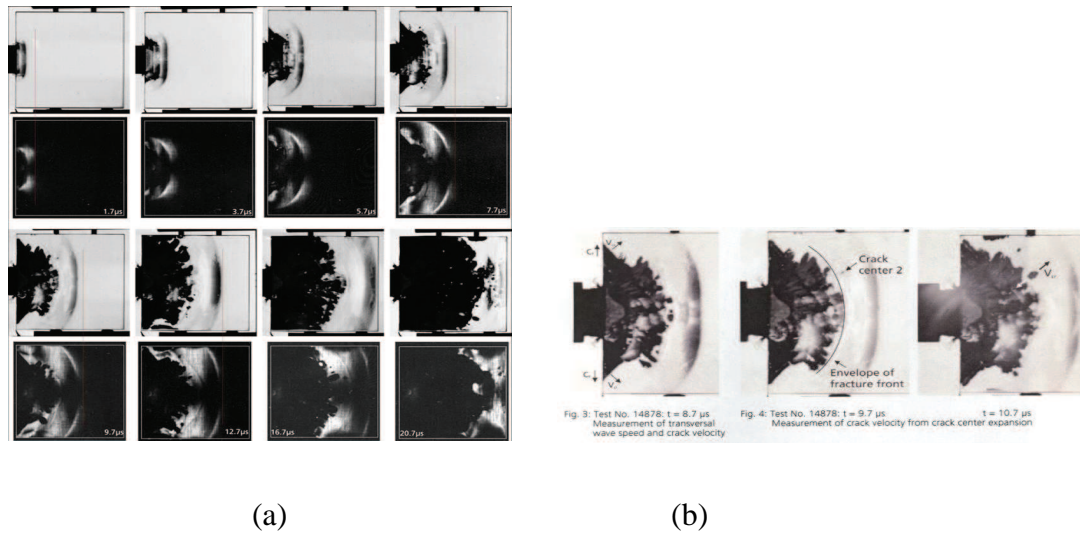 1.7µs
3.7µs
5.7µs
7.7µs
9.7µs
12.7µs
16.7µs
20.7µs
Crack
center 2
Envelope of
fracture front
Fig. 3: Test No. 14878: t = 8.7 µs
Measurement of transversal
wave speed and crack velocity
Fig. 4: Test No. 14878: t = 9.7 µs
t = 10.7 µs
Measurement of crack velocity from crack center expansion
(a)
(b)